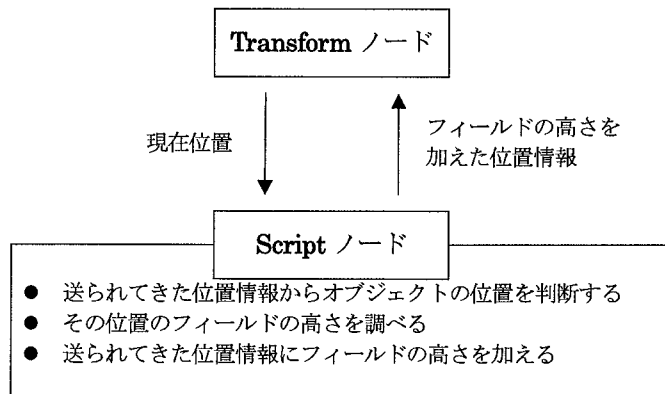 Transform ノード
現在位置
フィールドの高さを
加えた位置情報
Script ノード
● 送られてきた位置情報からオブジェクトの位置を判断する
● その位置のフィールドの高さを調べる
● 送られてきた位置情報にフィールドの高さを加える